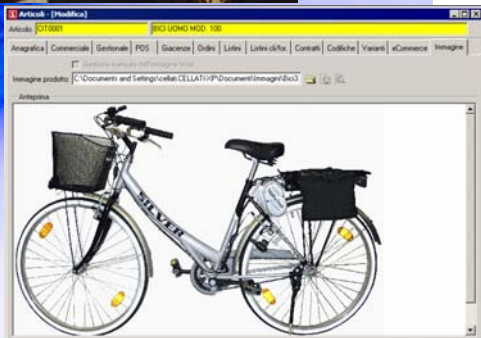 Articoli - [Modifica]
Articolo: CIT0001 BICI UOMO MOD. 100
Anagrafica Commerciale Gestionale POS Giacenze Ordini Listini Listini cli/for. Contratti Codifiche Varianti eCommerce Immagine
Gestione manuale dell'immagine
Immagine prodotto: C:\Documents and Settings\cellati.CELLATI-XP\Documenti\Immagini\Bici3
Anteprima
SILVER